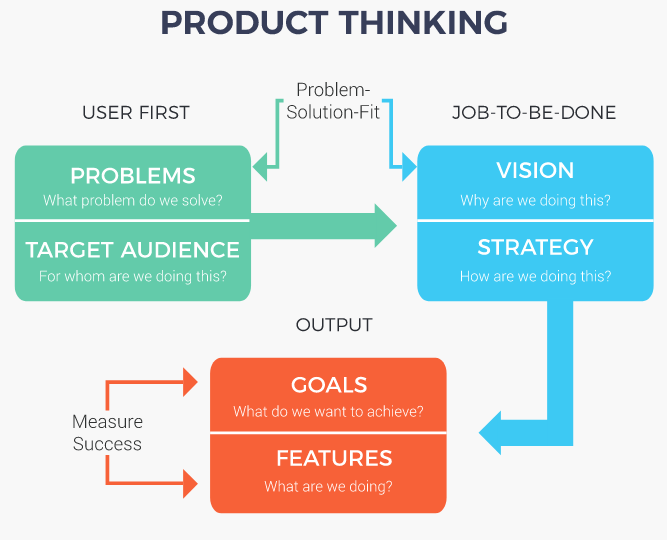 PRODUCT THINKING
Problem-
Solution-Fit
USER FIRST
JOB-TO-BE-DONE
PROBLEMS
What problem do we solve?
TARGET AUDIENCE
For whom are we doing this?
VISION
Why are we doing this?
STRATEGY
How are we doing this?
OUTPUT
GOALS
What do we want to achieve?
FEATURES
What are we doing?
Measure
Success